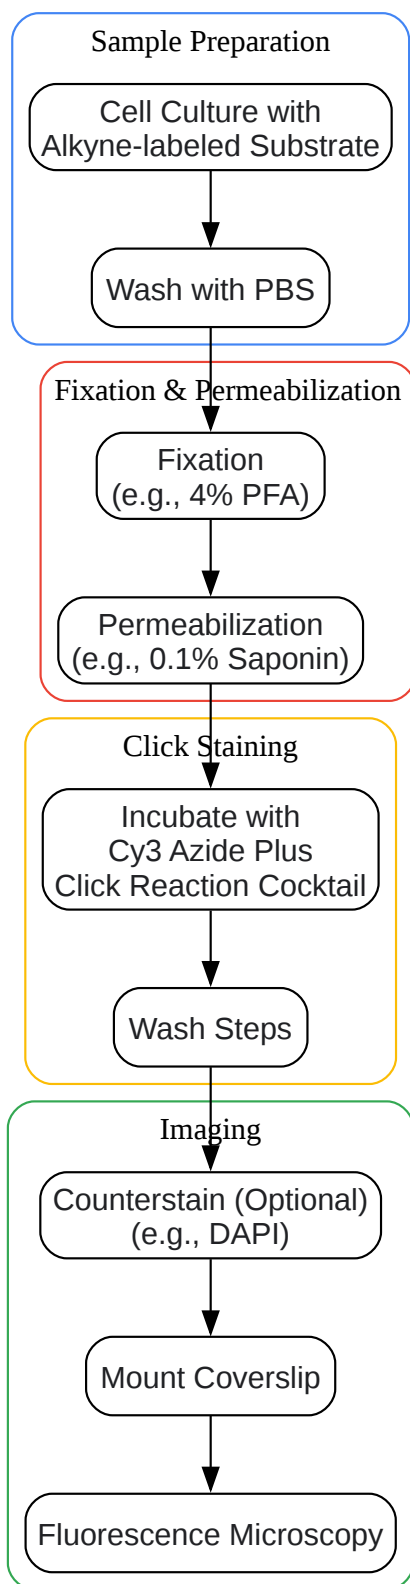 Sample Preparation
Cell Culture with
Alkyne-labeled Substrate
Wash with PBS
Fixation & Permeabilization
Fixation
(e.g., 4% PFA)
Permeabilization
(e.g., 0.1% Saponin)
Click Staining
Incubate with
Cy3 Azide Plus
Click Reaction Cocktail
Wash Steps
Imaging
Counterstain (Optional)
(e.g., DAPI)
Mount Coverslip
Fluorescence Microscopy